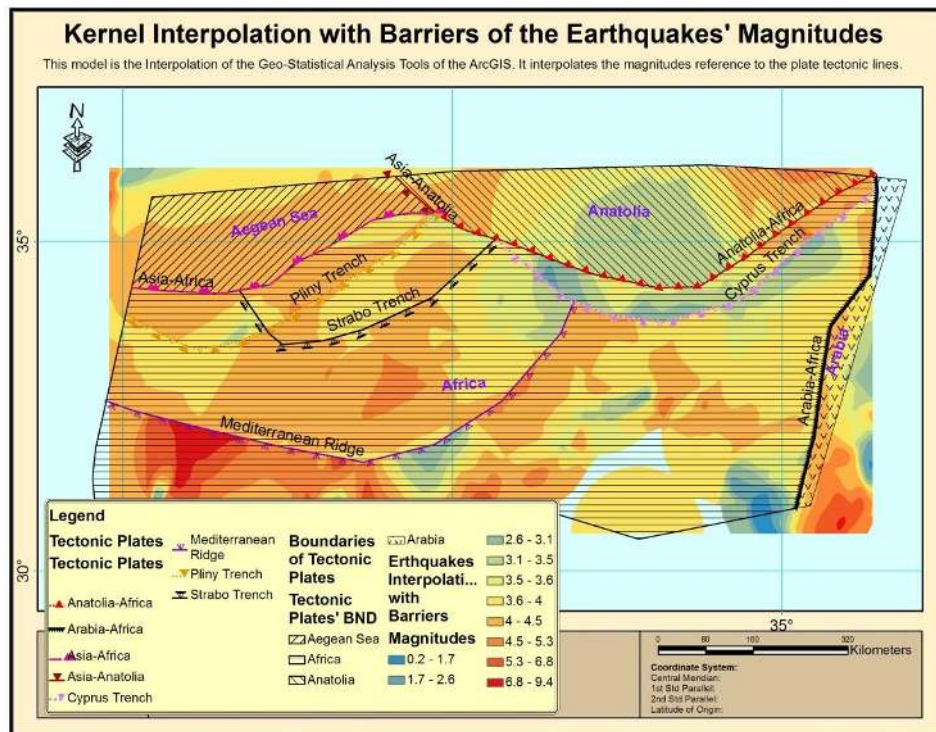 Kernel Interpolation with Barriers of the Earthquakes' Magnitudes
This model is the Interpolation of the Geo-Statistical Analysis Tools of the ArcGIS. It interpolates the magnitudes reference to the plate tectonic lines.
N
Asia-Anatolia
Aegean Sea
Anatolia
Anatolia-Africa
35°
Asia-Africa
Pliny Trench
Cyprus Trench
Strabo Trench
Africa
Arabia-Africa
Arabia
Mediterranean Ridge
30°
35°
Legend
Tectonic Plates
Tectonic Plates
Anatolia-Africa
Arabia-Africa
Asia-Africa
Asia-Anatolia
Cyprus Trench
Mediterranean
Ridge
Pliny Trench
Strabo Trench
Boundaries
of Tectonic
Plates
Tectonic
Plates' BND
Aegean Sea
Africa
Anatolia
Arabia
Erthquakes
Interpolati...
with
Barriers
Magnitudes
0.2 - 1.7
1.7 - 2.6
2.6 - 3.1
3.1 - 3.5
3.5 - 3.6
3.6 - 4
4 - 4.5
4.5 - 5.3
5.3 - 6.8
6.8 - 9.4
0 80 160 320
Kilometers
Coordinate System:
Central Meridian:
1st Std Parallel:
2nd Std Parallel:
Latitude of Origin: